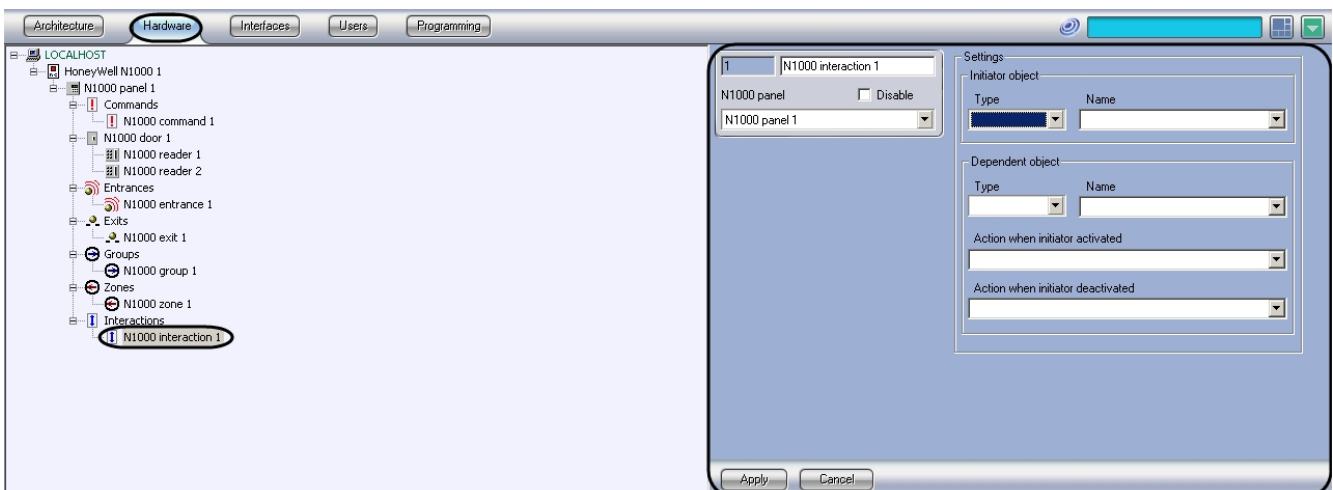 Architecture Hardware Interfaces Users Programming
LOCALHOST
HoneyWell N1000 1
N1000 panel 1
Commands
N1000 command 1
N1000 door 1
N1000 reader 1
N1000 reader 2
Entrances
N1000 entrance 1
Exits
N1000 exit 1
Groups
N1000 group 1
Zones
N1000 zone 1
Interactions
N1000 interaction 1
1 N1000 interaction 1
N1000 panel Disable
N1000 panel 1
Settings
Initiator object
Type Name
Dependent object
Type Name
Action when initiator activated
Action when initiator deactivated
Apply Cancel